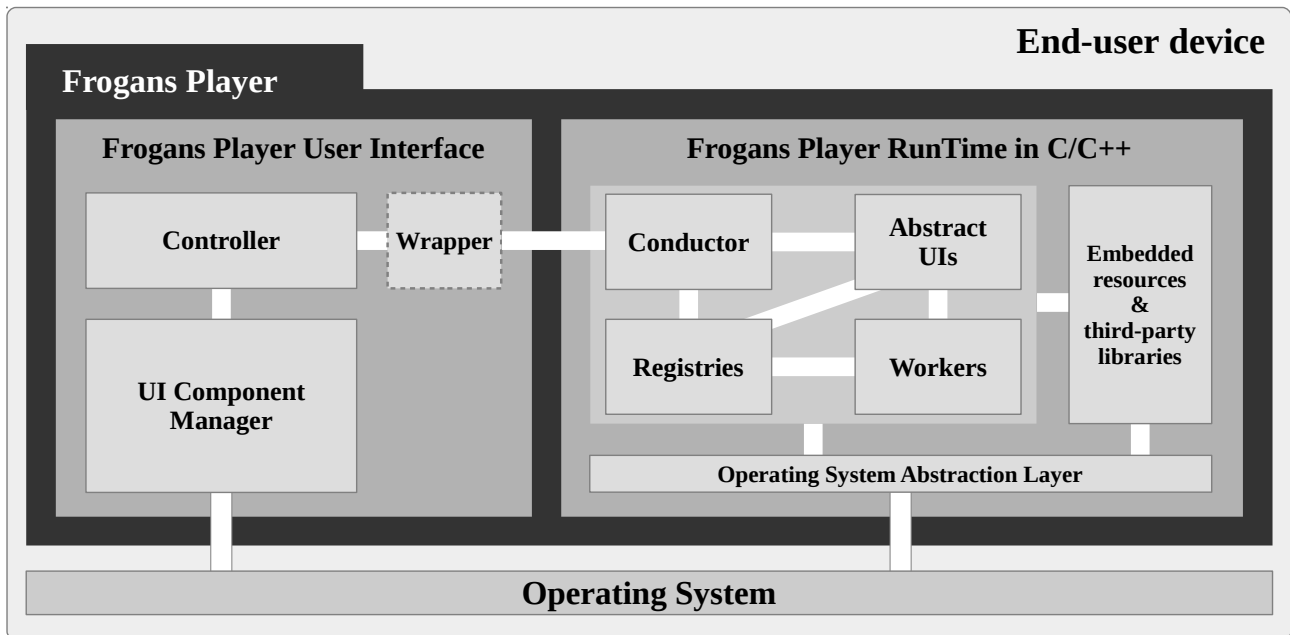 End-user device
Frogans Player
Frogans Player User Interface
Controller
Wrapper
UI Component
Manager
Frogans Player RunTime in C/C++
Conductor
Abstract
UIs
Registries
Workers
Embedded
resources
&
third-party
libraries
Operating System Abstraction Layer
Operating System